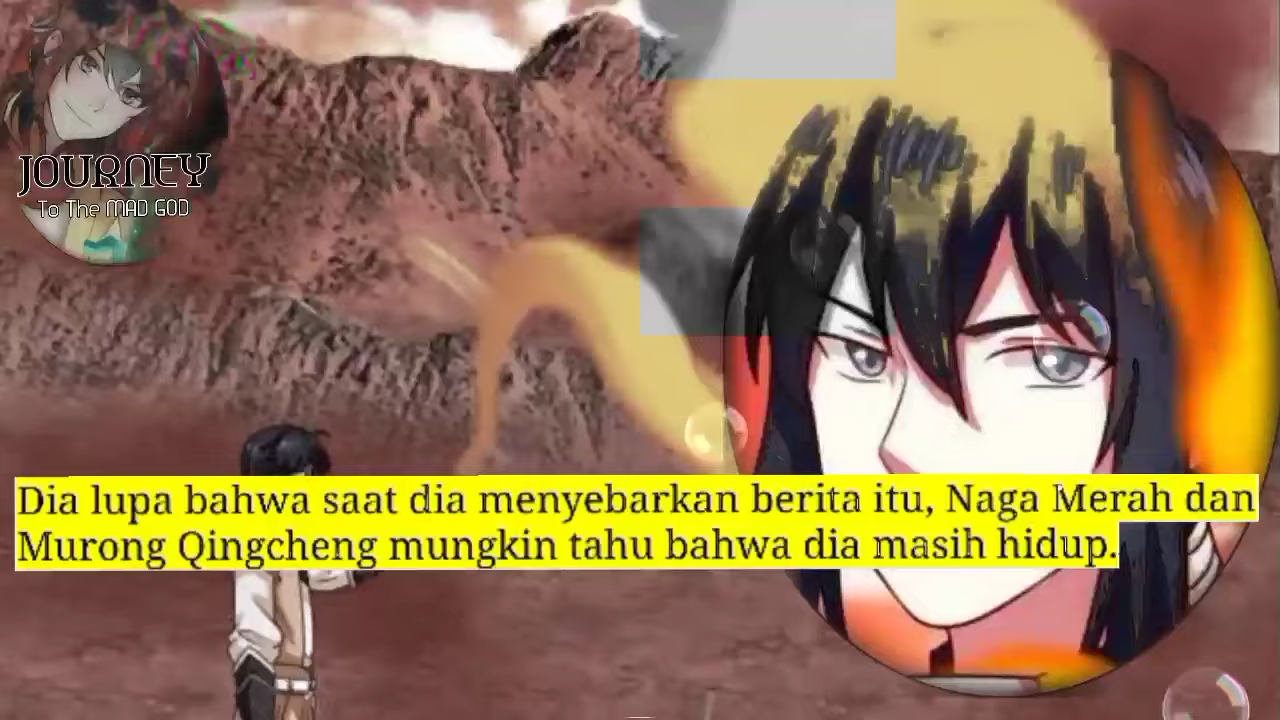 JOURNEY
To The MAD GOD
Dia lupa bahwa saat dia menyebarkan berita itu, Naga Merah dan
Murong Qingcheng mungkin tahu bahwa dia masih hidup.